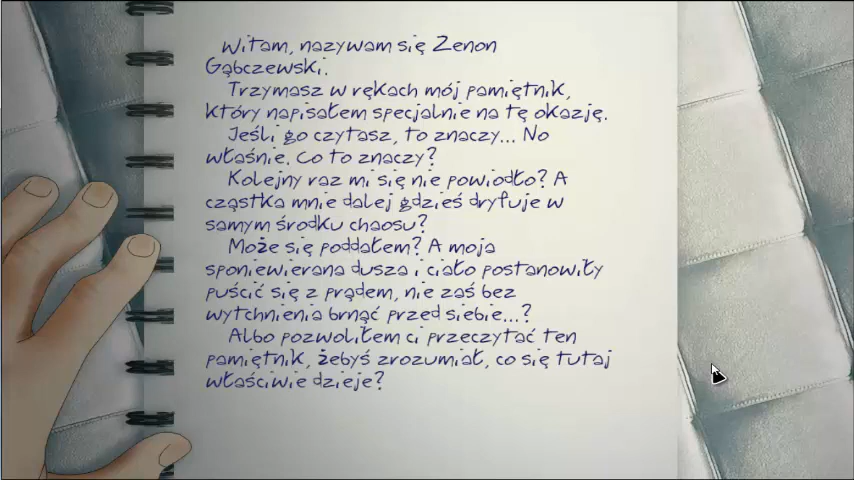 Witam, nazywam się Zenon
Gąbczewski.
Trzymasz w rękach mój pamiętnik,
który napisałem specjalnie na tę okazję.
Jeśli go czytasz, to znaczy... No
właśnie. Co to znaczy?
Kolejny raz mi się nie powiodło? A
cząstka mnie dalej gdzieś dryfuje w
samym środku chaosu?
Może się poddałem? A moja
sponiewierana dusza i ciało postanowiły
puścić się z prądem, nie zaś bez
wytchnienia brnąć przed siebie...?
Albo pozwoliłem ci przeczytać ten
pamiętnik, żebyś zrozumiał, co się tutaj
właściwie dzieje?